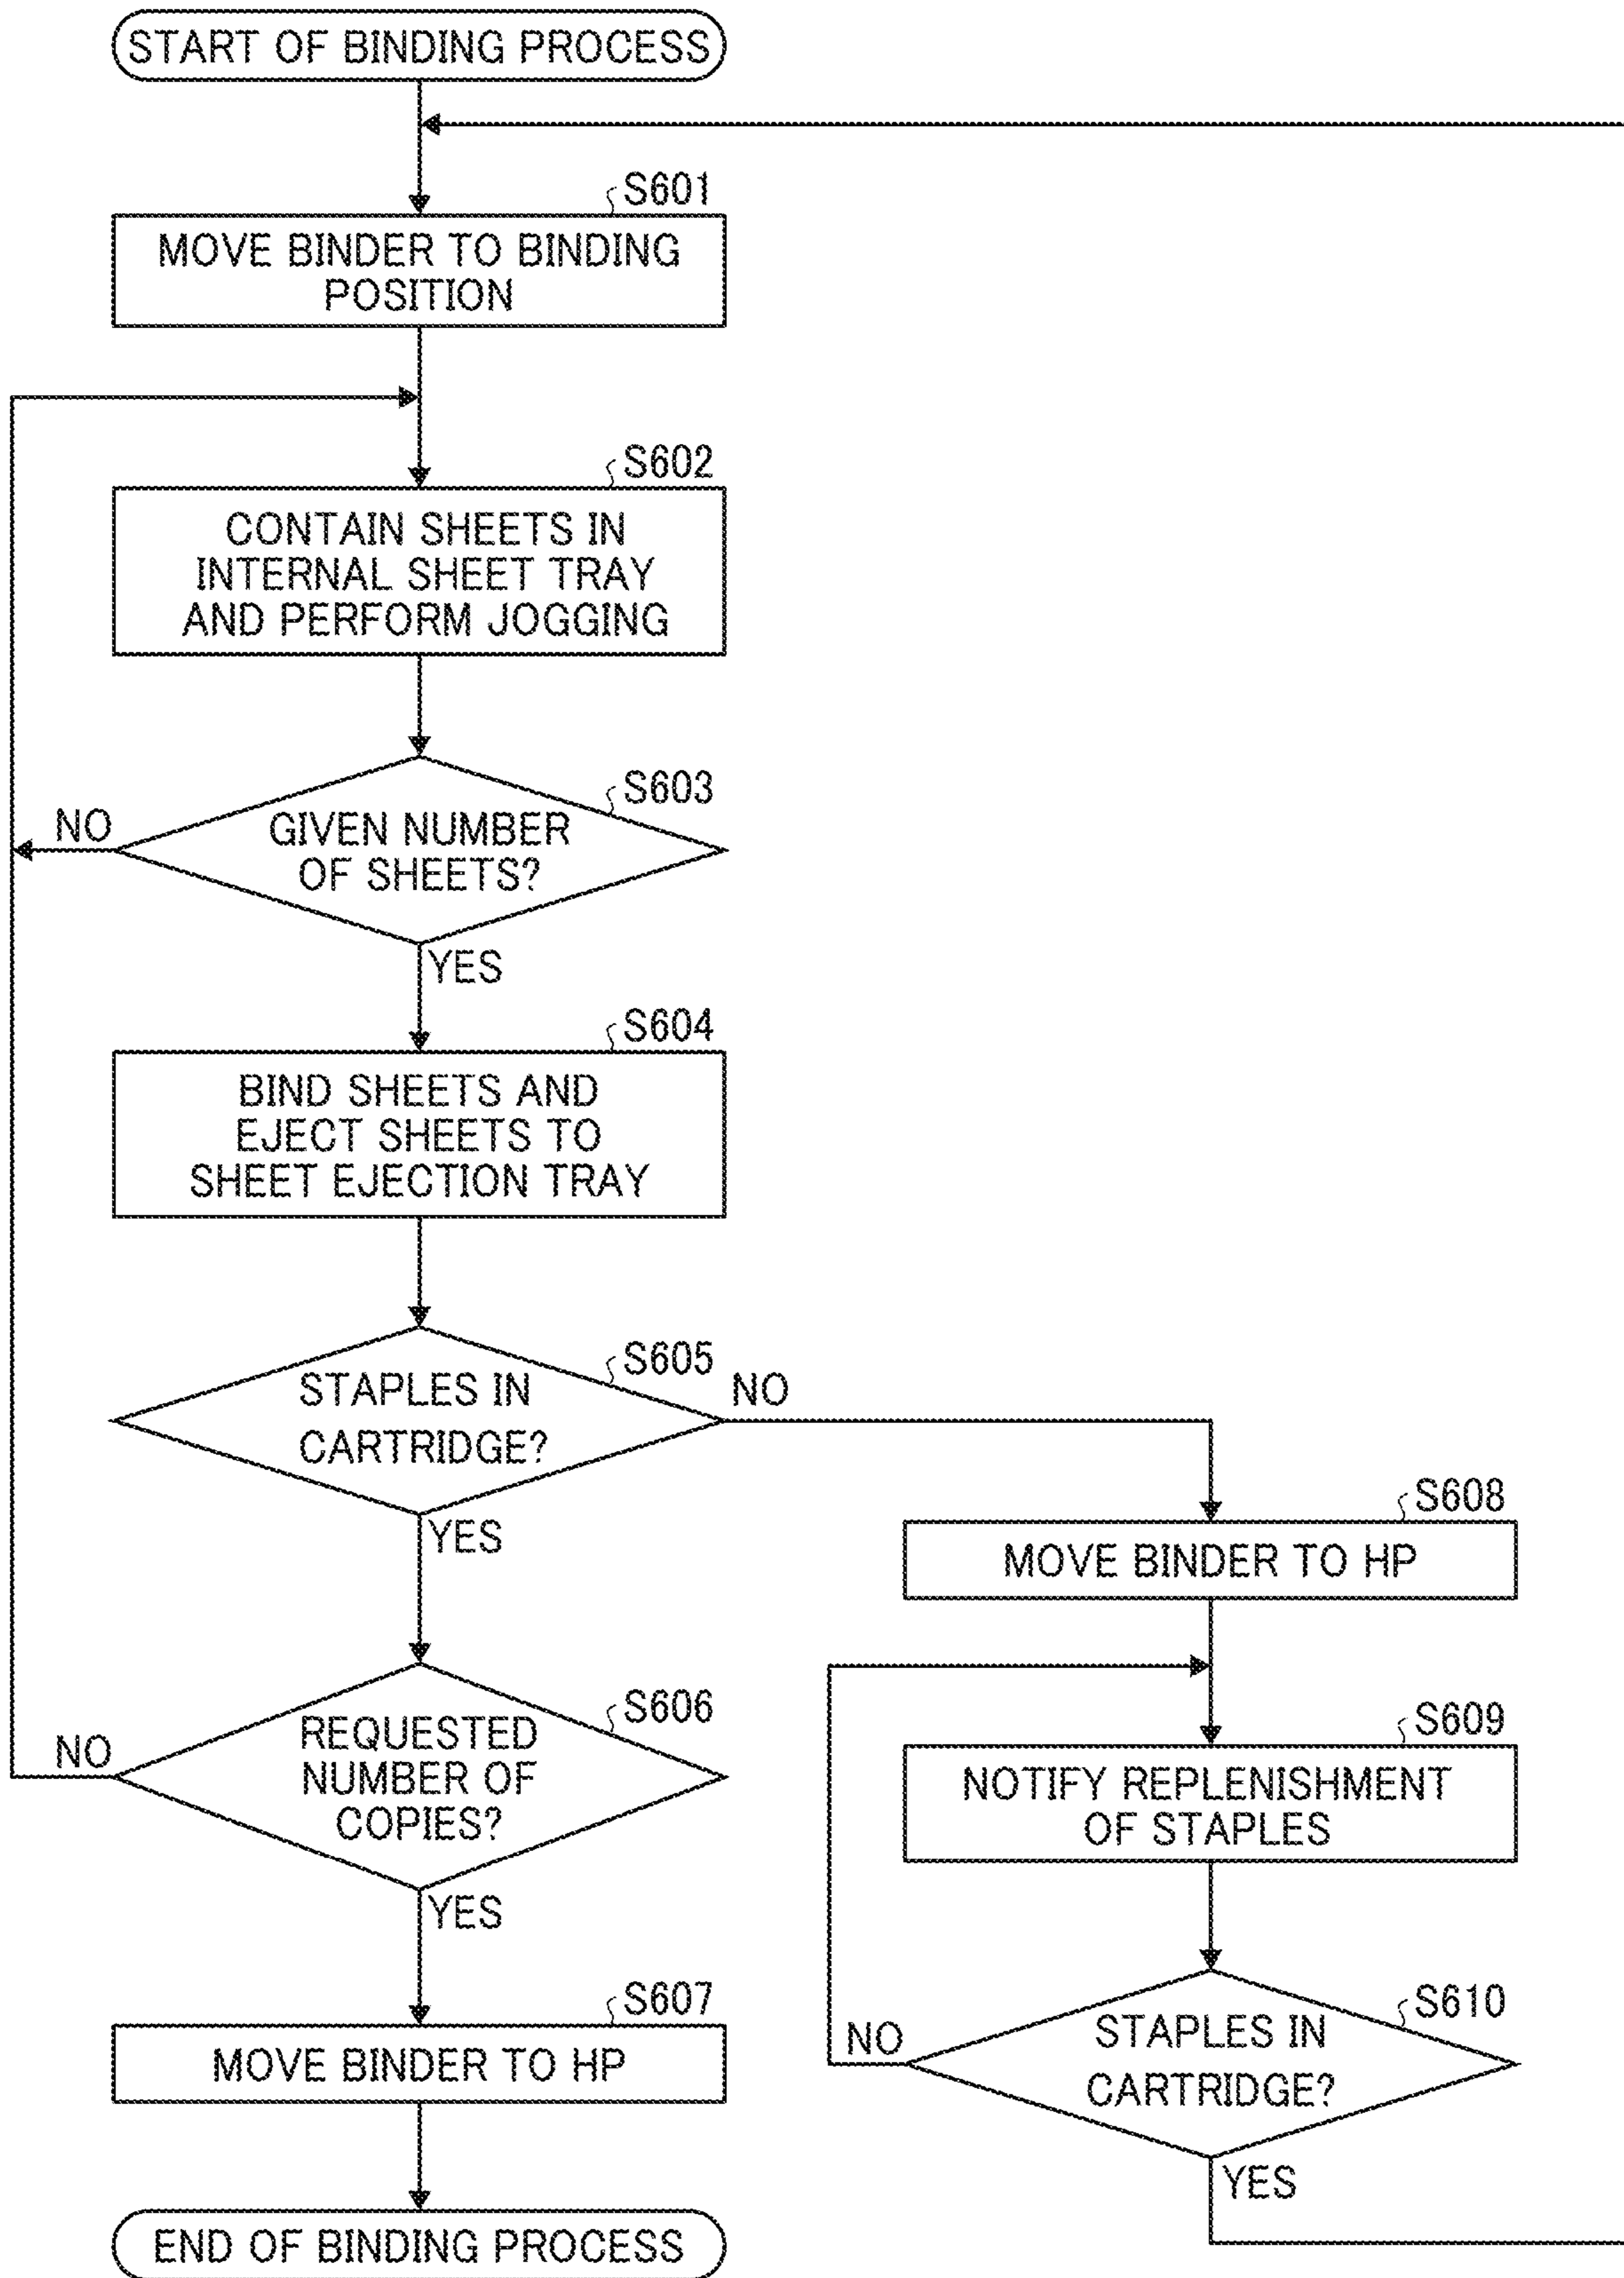 START OF BINDING PROCESS
S601
MOVE BINDER TO BINDING
POSITION
S602
CONTAIN SHEETS IN
INTERNAL SHEET TRAY
AND PERFORM JOGGING
S603
GIVEN NUMBER
OF SHEETS?
NO
YES
S604
BIND SHEETS AND
EJECT SHEETS TO
SHEET EJECTION TRAY
S605
STAPLES IN
CARTRIDGE?
NO
YES
S606
REQUESTED
NUMBER OF
COPIES?
NO
YES
S607
MOVE BINDER TO HP
END OF BINDING PROCESS
S608
MOVE BINDER TO HP
S609
NOTIFY REPLENISHMENT
OF STAPLES
S610
STAPLES IN
CARTRIDGE?
NO
YES